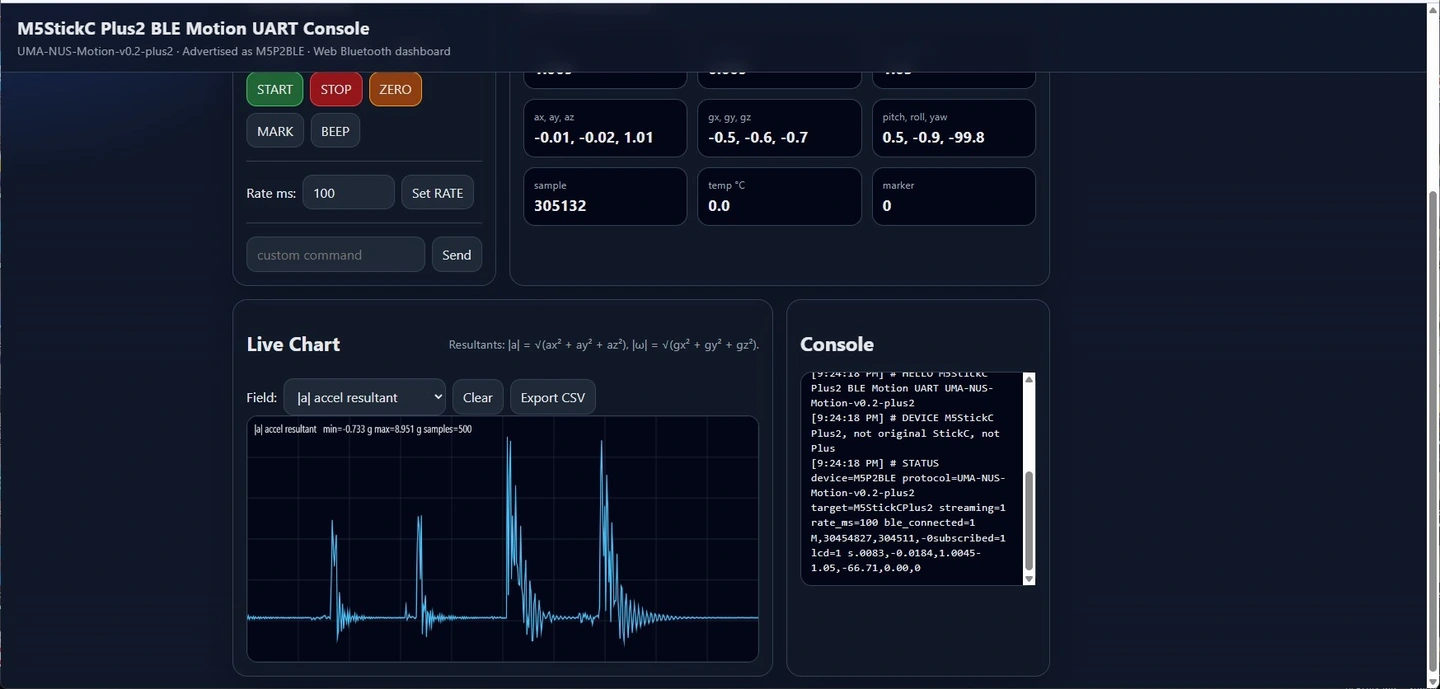 M5StickC Plus2 BLE Motion UART Console
UMA-NUS-Motion-v0.2-plus2 · Advertised as M5P2BLE · Web Bluetooth dashboard
START STOP ZERO
MARK BEEP
Rate ms: 100 Set RATE
custom command Send
ax, ay, az
-0.01, -0.02, 1.01
gx, gy, gz
-0.5, -0.6, -0.7
pitch, roll, yaw
0.5, -0.9, -99.8
sample
305132
temp °C
0.0
marker
0
Live Chart
Resultants: |a| = √(ax² + ay² + az²), |ω| = √(gx² + gy² + gz²).
Field: |a| accel resultant Clear Export CSV
|a| accel resultant min=-0.733 g max=8.951 g samples=500
Console
[9:24:18 PM] # HELLO M5StickC
Plus2 BLE Motion UART UMA-NUS-
Motion-v0.2-plus2
[9:24:18 PM] # DEVICE M5StickC
Plus2, not original StickC, not
Plus
[9:24:18 PM] # STATUS
device=M5P2BLE protocol=UMA-NUS-
Motion-v0.2-plus2
target=M5StickCPlus2 streaming=1
rate_ms=100 ble_connected=1
M,30454827,304511,-0subscribed=1
lcd=1 s.0083,-0.0184,1.0045-
1.05,-66.71,0.00,0